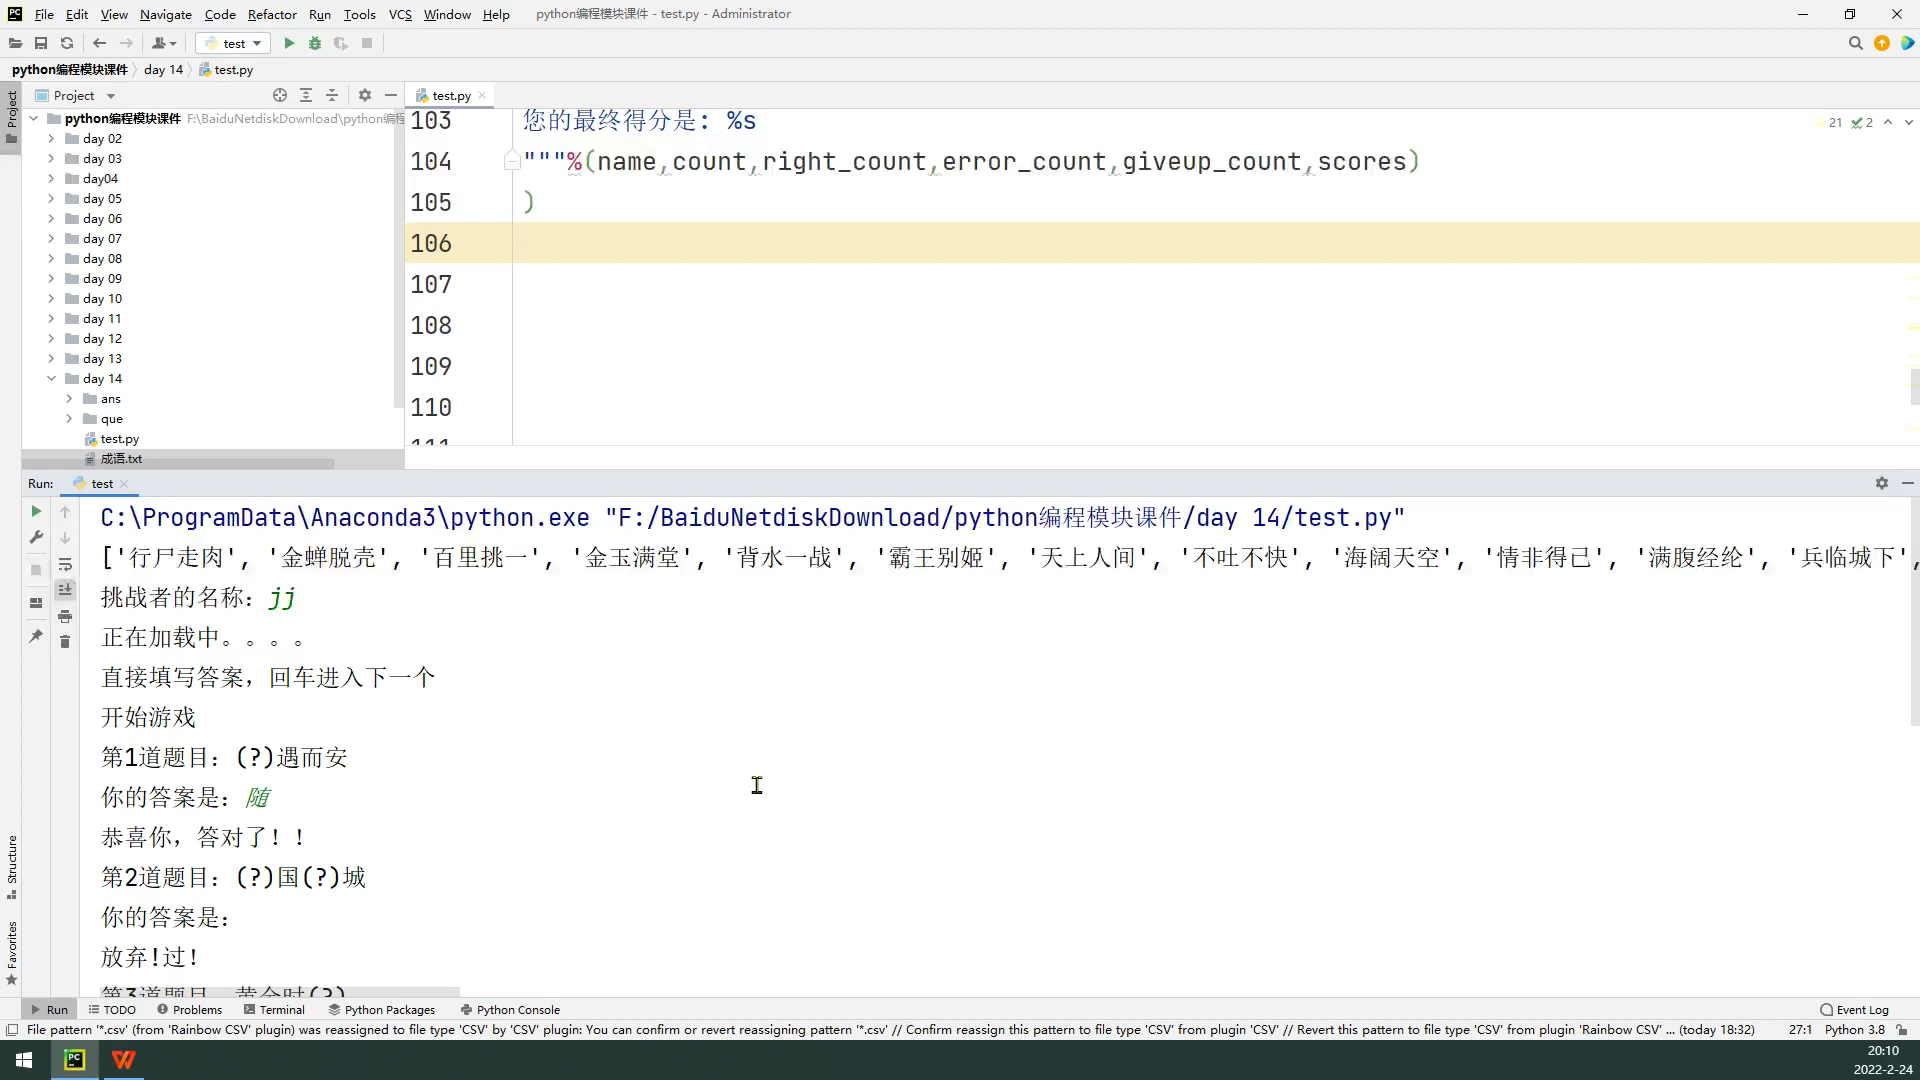 File Edit View Navigate Code Refactor Run Tools VCS Window Help python编程模块课件 - test.py - Administrator
test
python编程模块课件 day 14 test.py
Project
test.py
Project
python编程模块课件 F:\BaiduNetdiskDownload\python编程
day 02
day 03
day04
day 05
day 06
day 07
day 08
day 09
day 10
day 11
day 12
day 13
day 14
ans
que
test.py
成语.txt
103 您的最终得分是: %s
104 """%(name,count,right_count,error_count,giveup_count,scores)
105 )
106
107
108
109
110
111
21 2
Run: test
C:\ProgramData\Anaconda3\python.exe "F:/BaiduNetdiskDownload/python编程模块课件/day 14/test.py"
['行尸走肉', '金蝉脱壳', '百里挑一', '金玉满堂', '背水一战', '霸王别姬', '天上人间', '不吐不快', '海阔天空', '情非得已', '满腹经纶', '兵临城下',
挑战者的名称: jj
正在加载中。。。。
直接填写答案，回车进入下一个
开始游戏
第1道题目: (?)遇而安
你的答案是: 随
恭喜你，答对了！！
第2道题目: (?)国(?)城
你的答案是:
放弃!过!
第3道题目: 黄金时(?)
Structure
Favorites
Run TODO Problems Terminal Python Packages Python Console Event Log
File pattern '*.csv' (from 'Rainbow CSV' plugin) was reassigned to file type 'CSV' by 'CSV' plugin: You can confirm or revert reassigning pattern '*.csv' // Confirm reassign this pattern to file type 'CSV' from plugin 'CSV' // Revert this pattern to file type 'CSV' from plugin 'Rainbow CSV' ... (today 18:32) 27:1 Python 3.8
20:10
2022-2-24